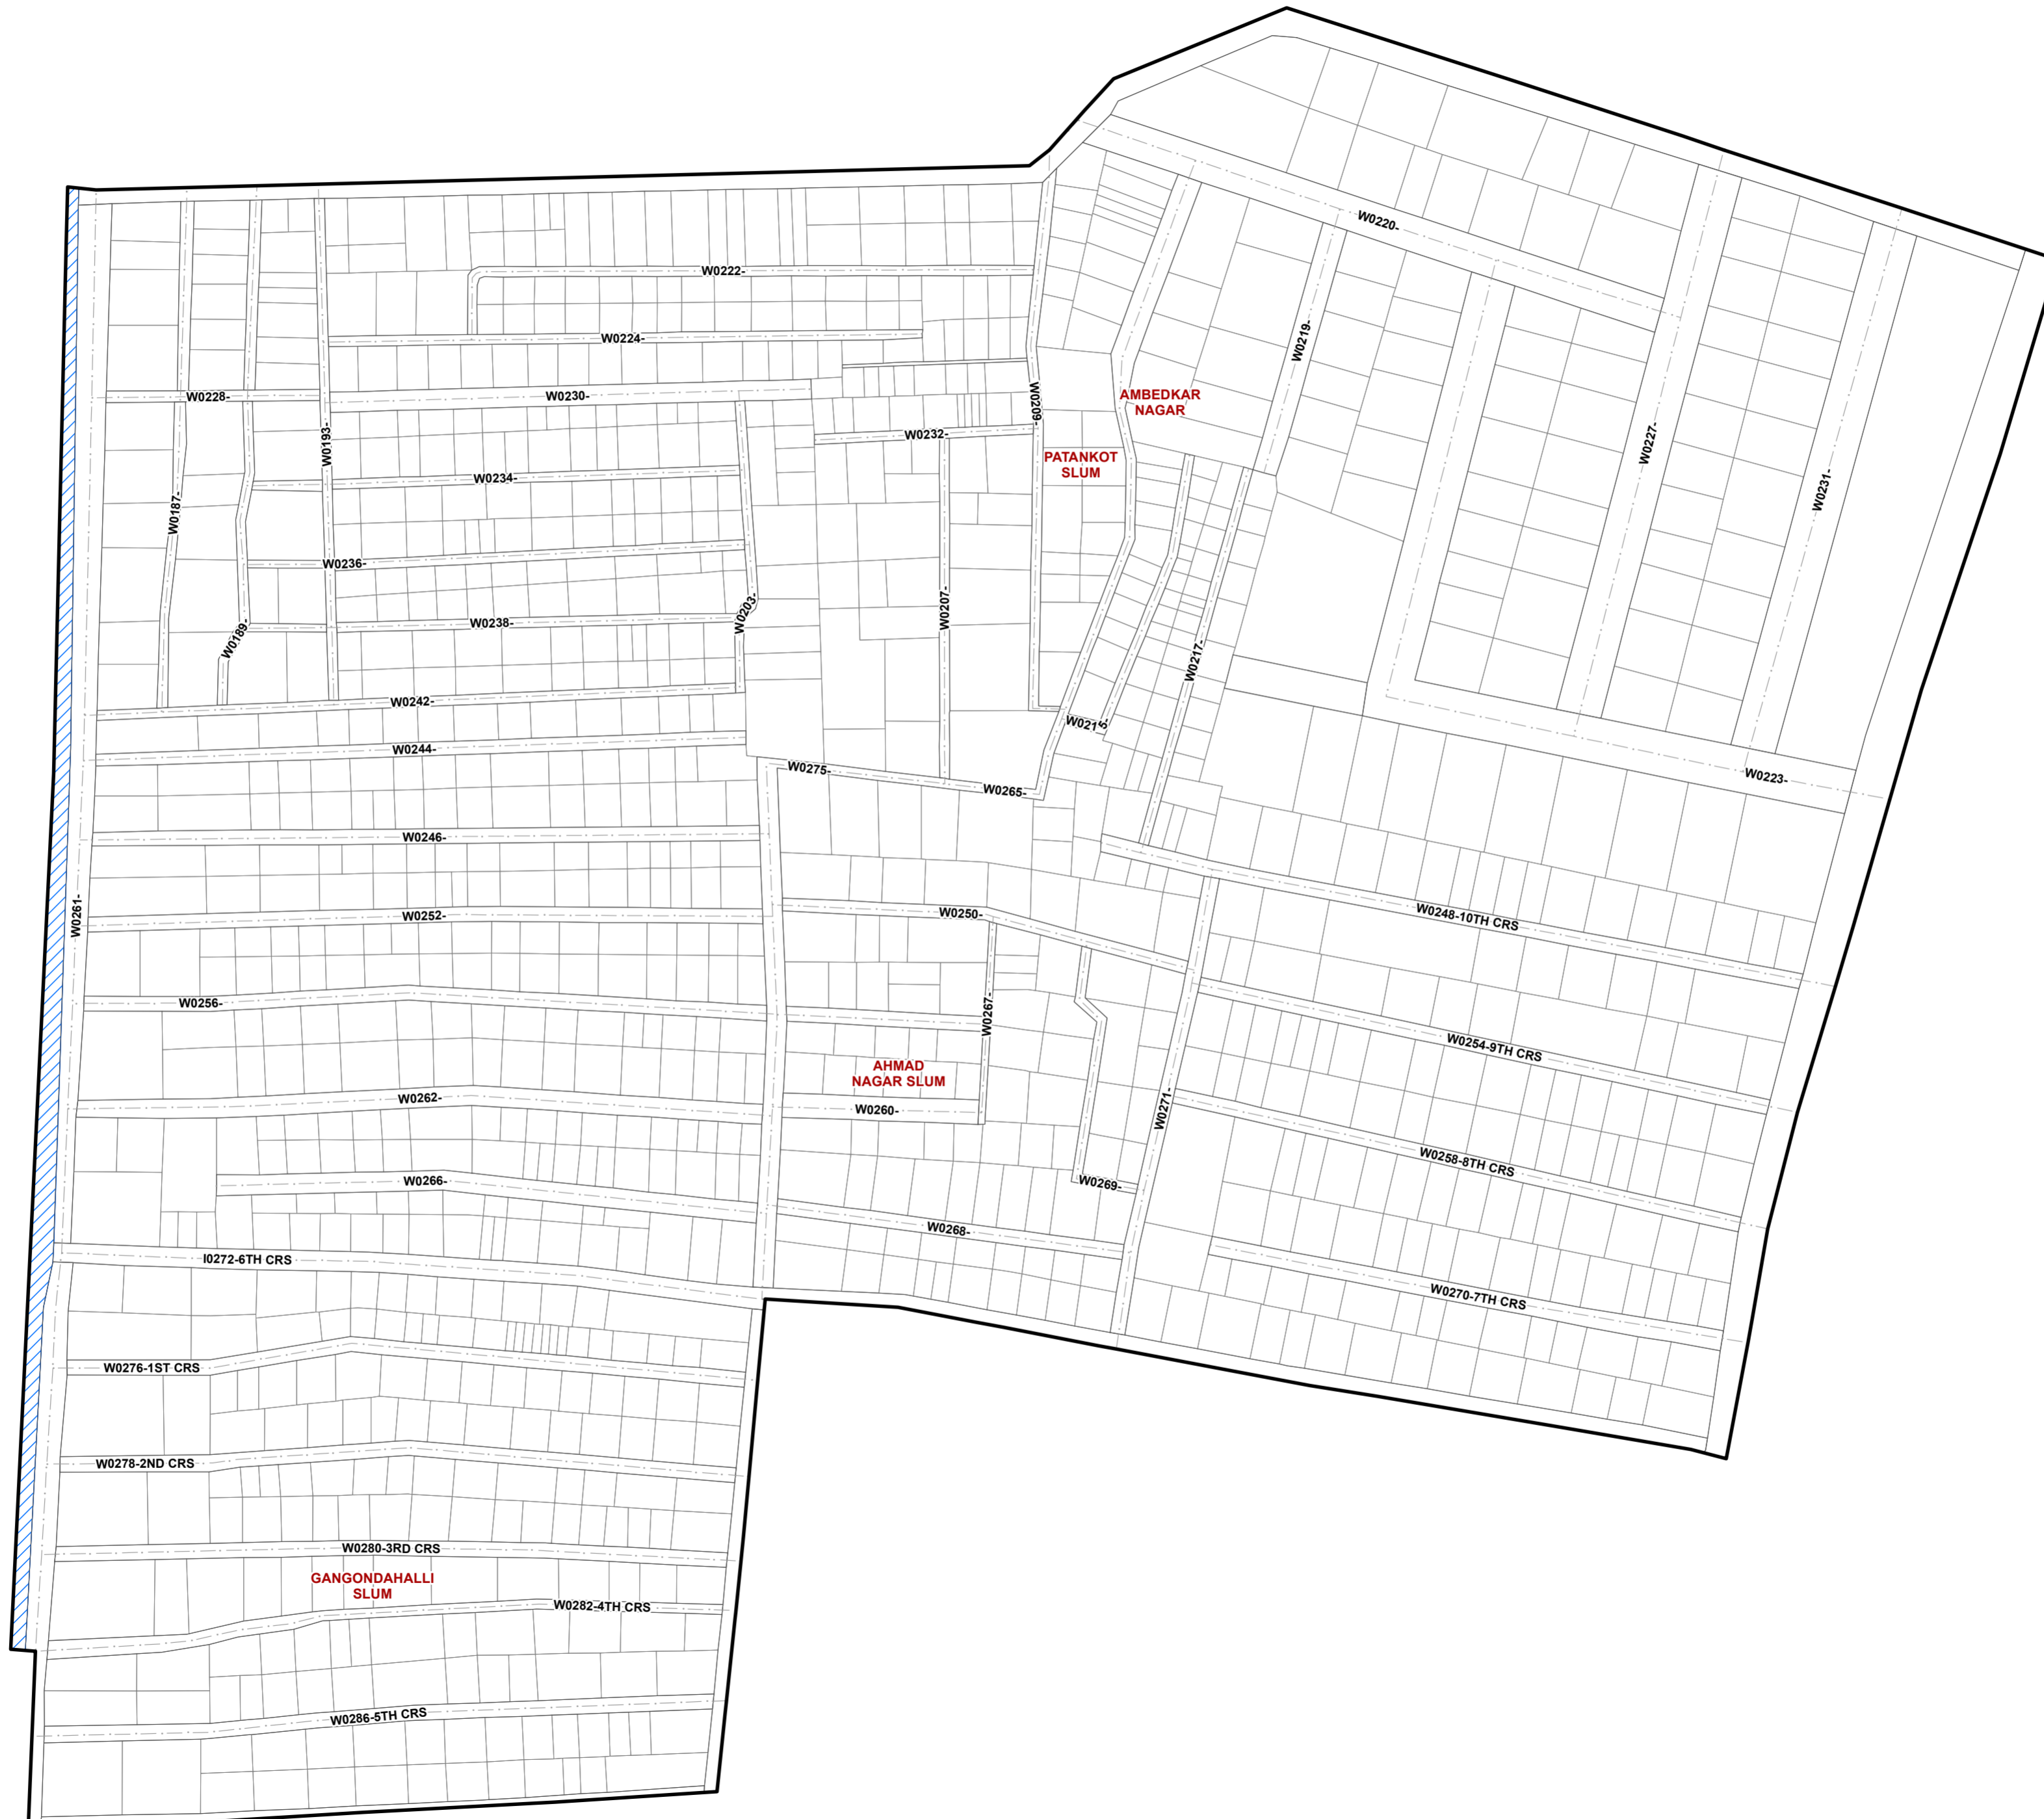 W0220-
W0222-
W0224-
W0219-
W0228-
W0230-
W0209-
AMBEDKAR
NAGAR
W0193-
W0232-
W0227-
PATANKOT
SLUM
W0234-
W0231-
W0187-
W0236-
W0203-
W0207-
W0238-
W0189-
W0217-
W0242-
W0215-
W0244-
W0275-
W0265-
W0223-
W0246-
W0261-
W0252-
W0250-
W0248-10TH CRS
W0256-
W0267-
W0254-9TH CRS
AHMAD
NAGAR SLUM
W0262-
W0260-
W0271-
W0258-8TH CRS
W0266-
W0269-
W0268-
I0272-6TH CRS
W0270-7TH CRS
W0276-1ST CRS
W0278-2ND CRS
W0280-3RD CRS
GANGONDAHALLI
SLUM
W0282-4TH CRS
W0286-5TH CRS